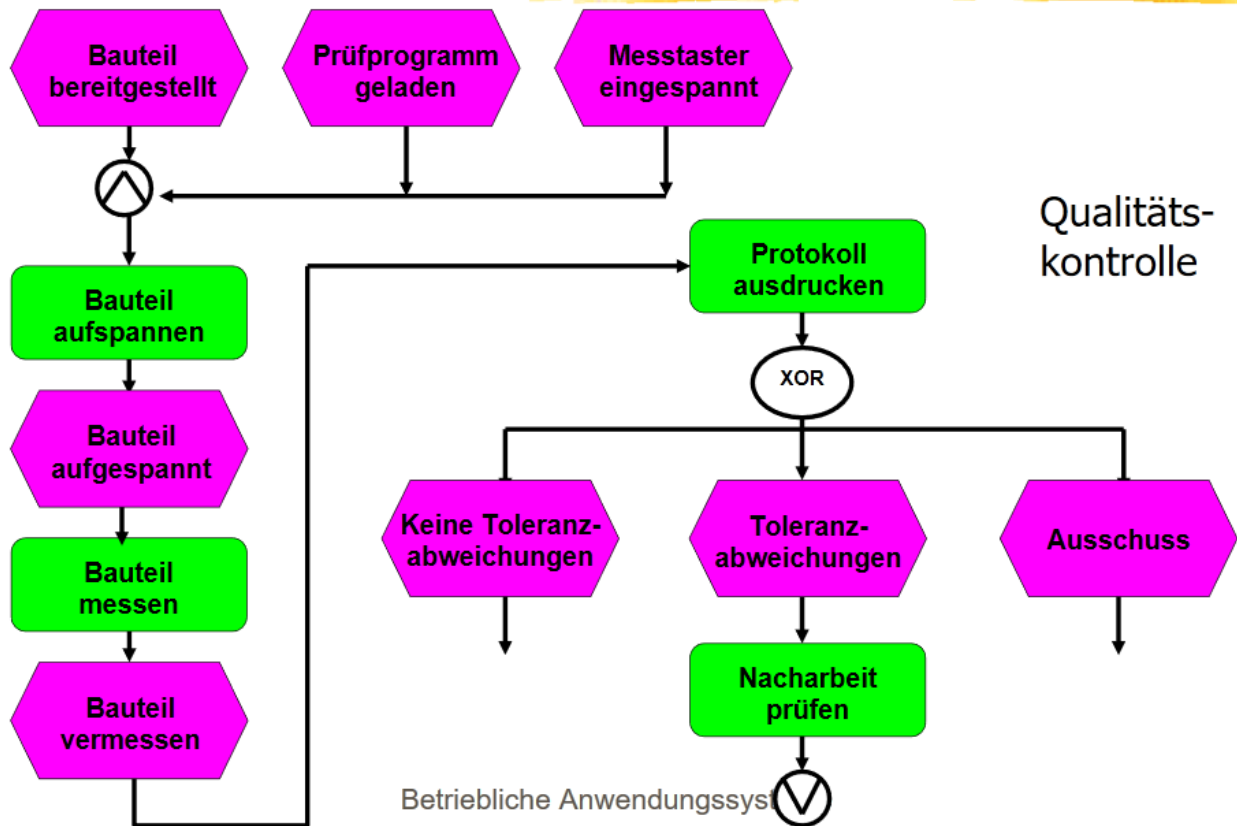 Bauteil
bereitgestellt
Prüfprogramm
geladen
Messtaster
eingespannt
Qualitäts-
kontrolle
Bauteil
aufspannen
Protokoll
ausdrucken
XOR
Bauteil
aufgespannt
Keine Toleranz-
abweichungen
Toleranz-
abweichungen
Ausschuss
Bauteil
messen
Nacharbeit
prüfen
Bauteil
vermessen
Betriebliche Anwendungssyst